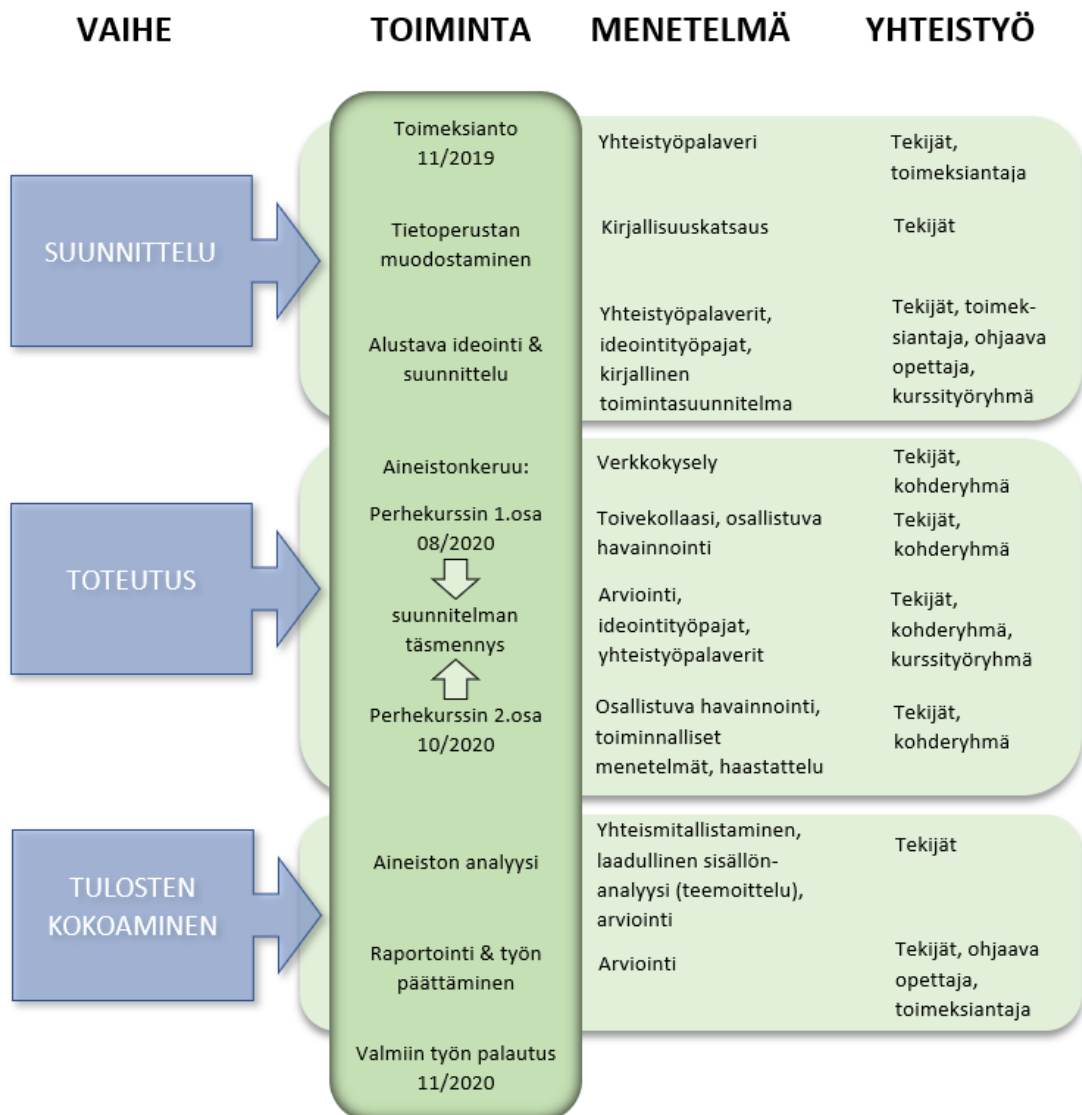 VAIHE TOIMINTA MENETELMÄ YHTEISTYÖ
SUUNNITTELU
Toimeksianto
11/2019
Yhteistyöpalaveri
Tekijät,
toimeksiantaja
Tietoperustan
muodostaminen
Kirjallisuuskatsaus
Tekijät
Alustava ideointi &
suunnittelu
Yhteistyöpalaverit,
ideointityöpajat,
kirjallinen
toimintasuunnitelma
Tekijät, toimek-
siantaja, ohjaava
opettaja,
kurssityöryhmä
TOTEUTUS
Aineistonkeruu:
Verkkokysely
Tekijät,
kohderyhmä
Perhekurssin 1.osa
08/2020
Toivekollaasi, osallistuva
havainnointi
Tekijät,
kohderyhmä
suunnitelman
täsmennys
Arviointi,
ideointityöpajat,
yhteistyöpalaverit
Tekijät,
kohderyhmä,
kurssityöryhmä
Perhekurssin 2.osa
10/2020
Osallistuva havainnointi,
toiminnalliset
menetelmät, haastattelu
Tekijät,
kohderyhmä
TULOSTEN
KOKOAMINEN
Aineiston analyysi
Yhteismitallistaminen,
laadullinen sisällön-
analyysi (teemoittelu),
arviointi
Tekijät
Raportointi & työn
päättäminen
Arviointi
Tekijät, ohjaava
opettaja,
toimeksiantaja
Valmiin työn palautus
11/2020